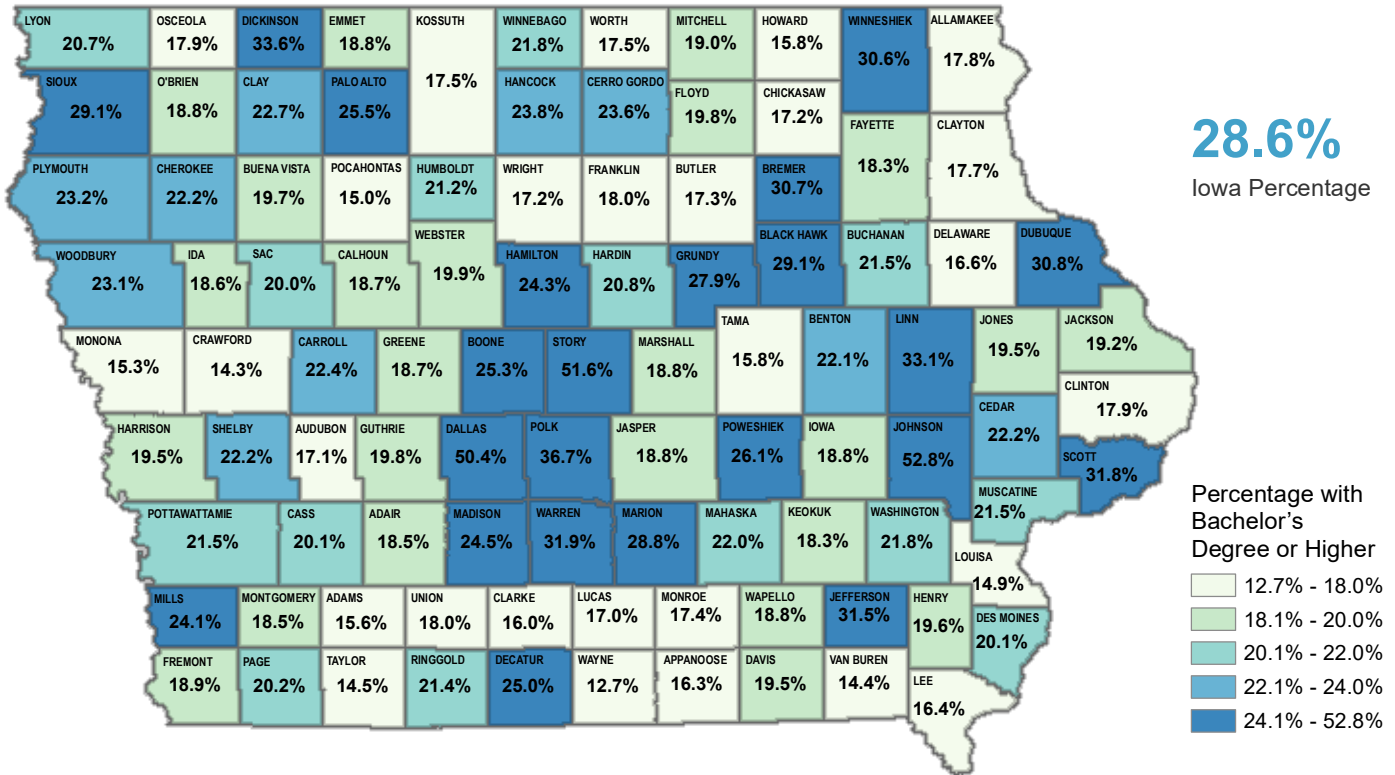 LYON
20.7%
OSCEOLA
17.9%
DICKINSON
33.6%
EMMET
18.8%
KOSSUTH
17.5%
WINNEBAGO
21.8%
WORTH
17.5%
MITCHELL
19.0%
HOWARD
15.8%
WINNESHIEK
30.6%
ALLAMAKEE
17.8%
SIOUX
29.1%
O'BRIEN
18.8%
CLAY
22.7%
PALO ALTO
25.5%
HANCOCK
23.8%
CERRO GORDO
23.6%
FLOYD
19.8%
CHICKASAW
17.2%
FAYETTE
18.3%
CLAYTON
17.7%
PLYMOUTH
23.2%
CHEROKEE
22.2%
BUENA VISTA
19.7%
POCAHONTAS
15.0%
HUMBOLDT
21.2%
WRIGHT
17.2%
FRANKLIN
18.0%
BUTLER
17.3%
BREMER
30.7%
WOODBURY
23.1%
IDA
18.6%
SAC
20.0%
CALHOUN
18.7%
WEBSTER
19.9%
HAMILTON
24.3%
HARDIN
20.8%
GRUNDY
27.9%
BLACK HAWK
29.1%
BUCHANAN
21.5%
DELAWARE
16.6%
DUBUQUE
30.8%
MONONA
15.3%
CRAWFORD
14.3%
CARROLL
22.4%
GREENE
18.7%
BOONE
25.3%
STORY
51.6%
MARSHALL
18.8%
TAMA
15.8%
BENTON
22.1%
LINN
33.1%
JONES
19.5%
JACKSON
19.2%
CLINTON
17.9%
HARRISON
19.5%
SHELBY
22.2%
AUDUBON
17.1%
GUTHRIE
19.8%
DALLAS
50.4%
POLK
36.7%
JASPER
18.8%
POWESHIEK
26.1%
IOWA
18.8%
JOHNSON
52.8%
CEDAR
22.2%
SCOTT
31.8%
POTTAWATTAMIE
21.5%
CASS
20.1%
ADAIR
18.5%
MADISON
24.5%
WARREN
31.9%
MARION
28.8%
MAHASKA
22.0%
KEOKUK
18.3%
WASHINGTON
21.8%
MUSCATINE
21.5%
LOUISA
14.9%
MILLS
24.1%
MONTGOMERY
18.5%
ADAMS
15.6%
UNION
18.0%
CLARKE
16.0%
LUCAS
17.0%
MONROE
17.4%
WAPELLO
18.8%
JEFFERSON
31.5%
HENRY
19.6%
DES MOINES
20.1%
FREMONT
18.9%
PAGE
20.2%
TAYLOR
14.5%
RINGGOLD
21.4%
DECATUR
25.0%
WAYNE
12.7%
APPANOOSE
16.3%
DAVIS
19.5%
VAN BUREN
14.4%
LEE
16.4%
28.6%
Iowa Percentage
Percentage with
Bachelor's
Degree or Higher
12.7% - 18.0%
18.1% - 20.0%
20.1% - 22.0%
22.1% - 24.0%
24.1% - 52.8%